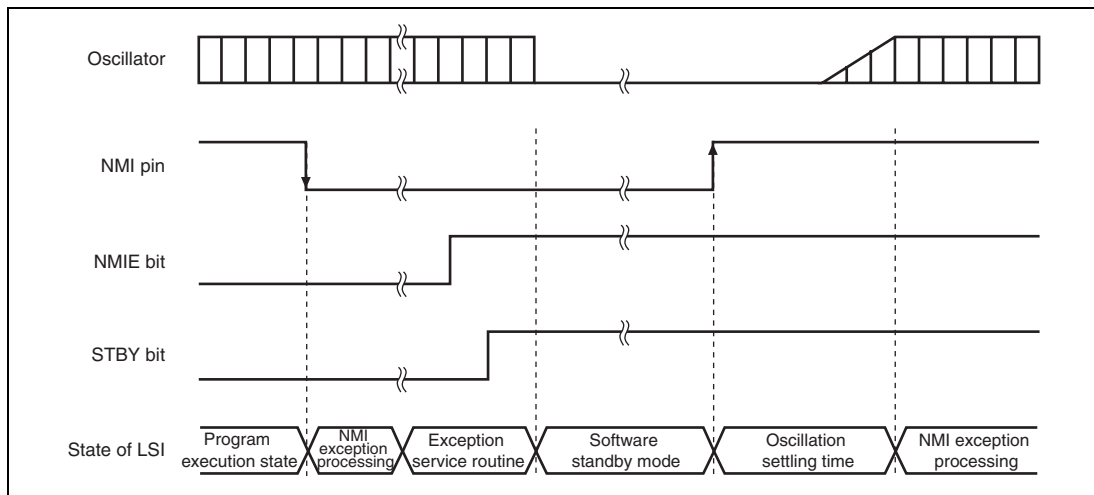 Oscillator
NMI pin
NMIE bit
STBY bit
State of LSI
Program
execution state
NMI
exception
processing
Exception
service routine
Software
standby mode
Oscillation
settling time
NMI exception
processing